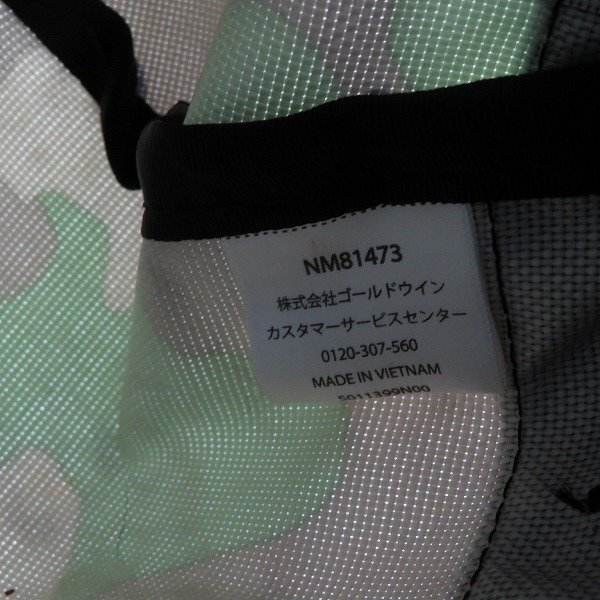 NM81473
株式会社ゴールドウイン
カスタマーサービスセンター
0120-307-560
MADE IN VIETNAM
5011399N00